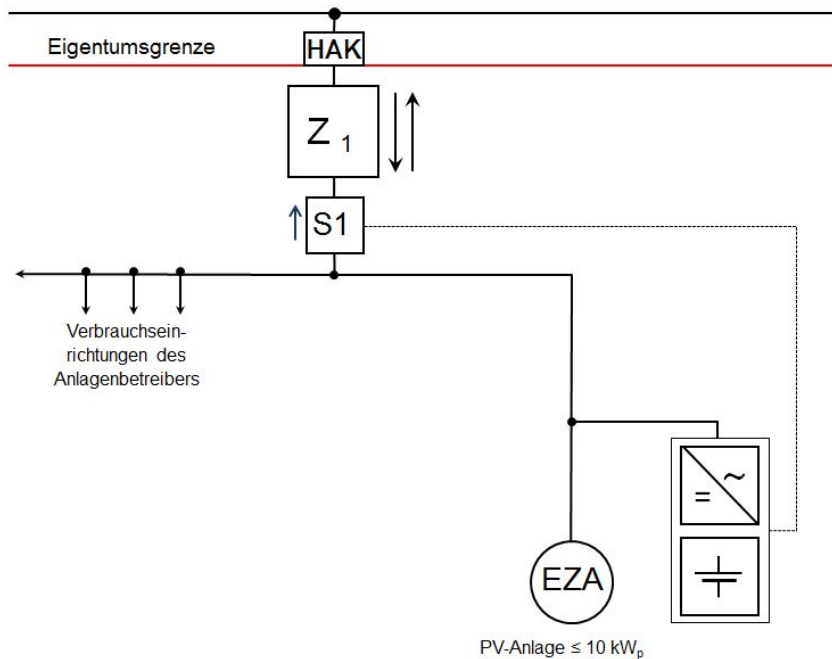 Eigentumsgrenze
HAK
Z 1
S1
Verbrauchsein-
richtungen des
Anlagenbetreibers
~
=
EZA
PV-Anlage ≤ 10 kWp